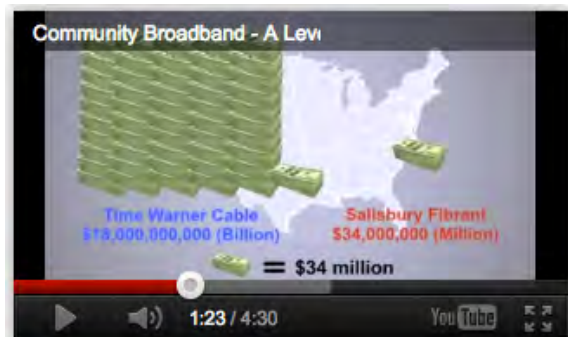 Community Broadband - A Leve
Time Warner Cable
$18,000,000,000 (Billion)
Salisbury Fibrant
$34,000,000 (Million)
= $34 million
1:23 / 4:30
YouTube